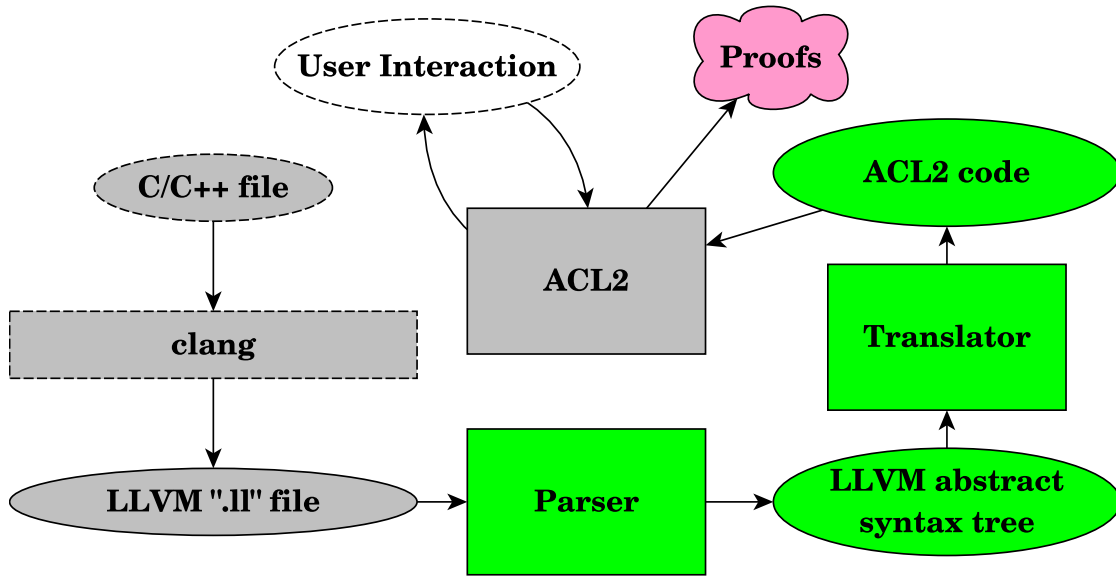 User Interaction
Proofs
C/C++ file
ACL2 code
ACL2
clang
Translator
LLVM ".ll" file
Parser
LLVM abstract
syntax tree